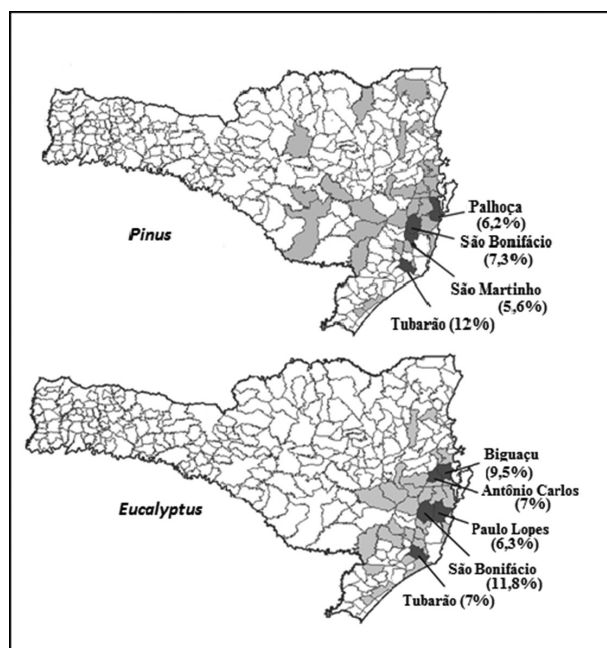 Palhoça
(6,2%)
Pinus
São Bonifácio
(7,3%)
São Martinho
(5,6%)
Tubarão (12%)
Biguaçu
(9,5%)
Antônio Carlos
(7%)
Eucalyptus
Paulo Lopes
(6,3%)
São Bonifácio
(11,8%)
Tubarão (7%)